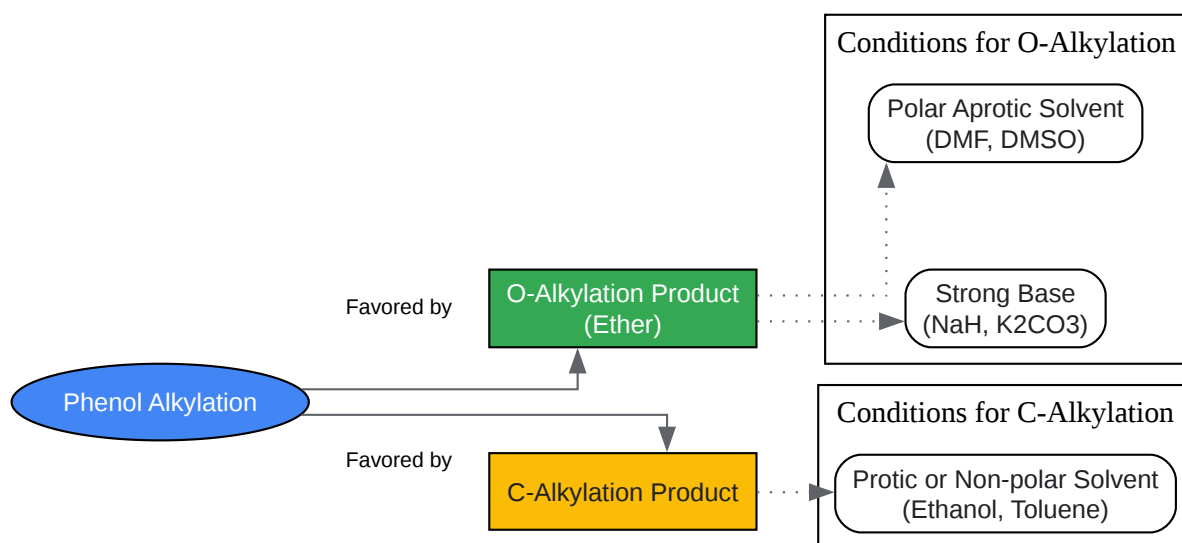 Conditions for O-Alkylation
Polar Aprotic Solvent
(DMF, DMSO)
Favored by
O-Alkylation Product
(Ether)
Strong Base
(NaH, K2CO3)
Phenol Alkylation
Conditions for C-Alkylation
Favored by
C-Alkylation Product
Protic or Non-polar Solvent
(Ethanol, Toluene)